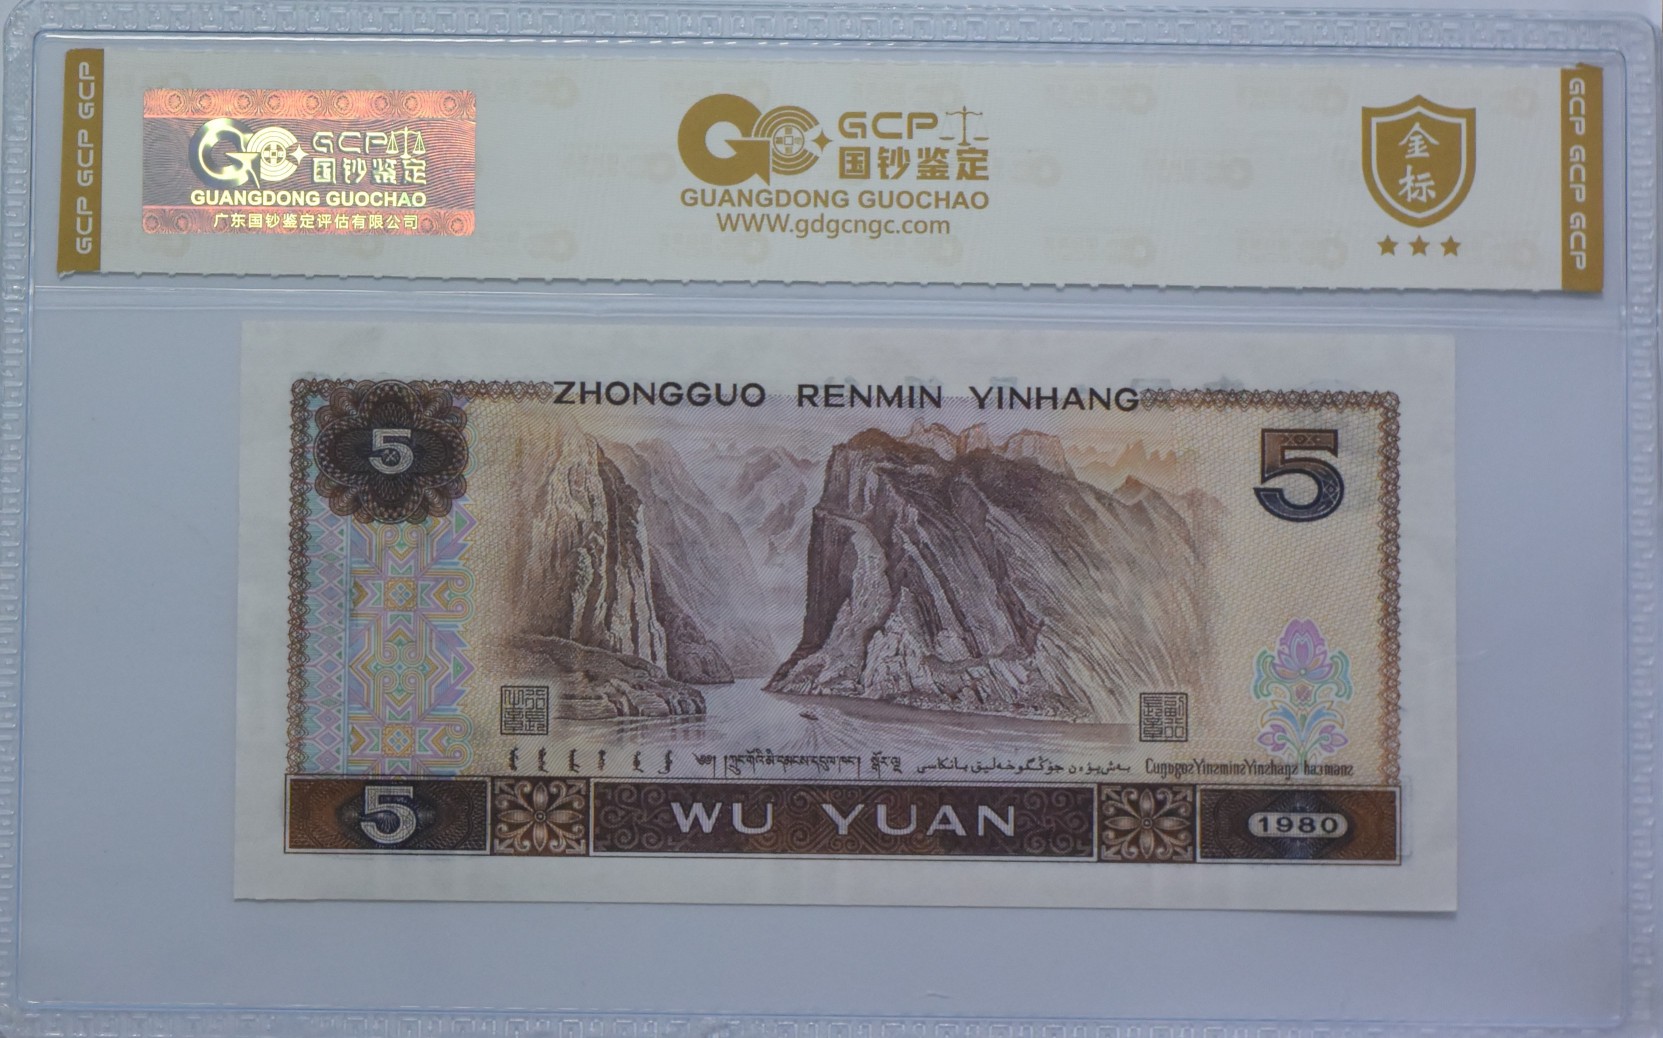 GCP GCP GCP
GCP
国钞鉴定
GUANGDONG GUOCHAO
广东国钞鉴定评估有限公司
GCP
国钞鉴定
GUANGDONG GUOCHAO
www.gdgcngc.com
金
标
GCP GCP GCP
ZHONGGUO RENMIN YINHANG
5
5
5
WU YUAN
1980